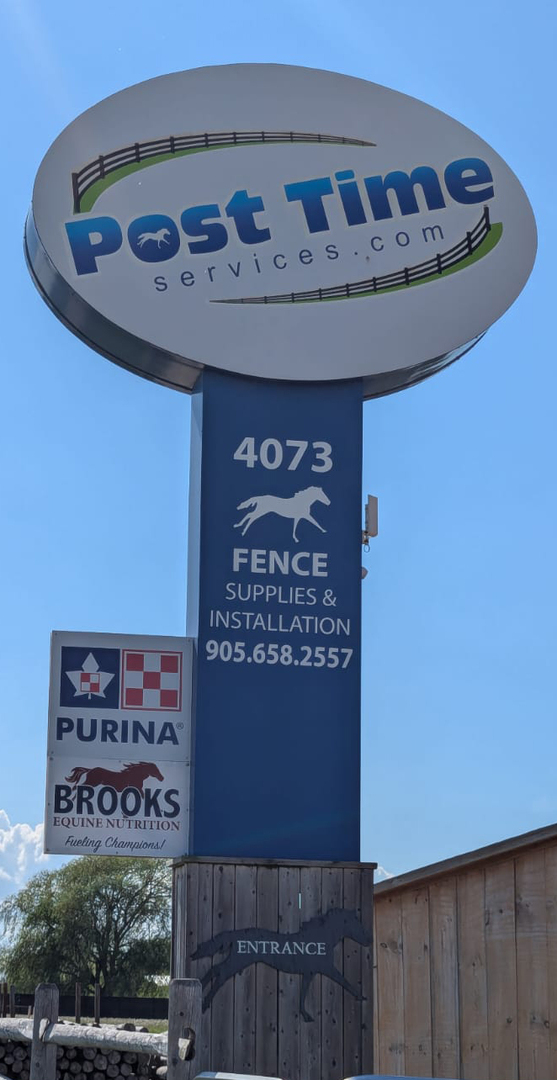 Post Time
services.com
4073
FENCE
SUPPLIES &
INSTALLATION
905.658.2557
PURINA®
BROOKS
EQUINE NUTRITION
Fueling Champions!
ENTRANCE